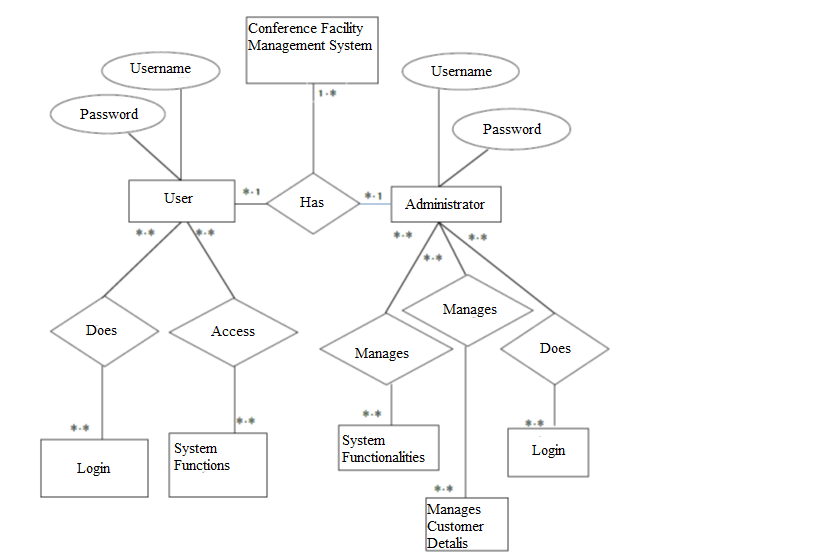 Conference Facility
Management System
Username
Username
1.*
Password
Password
User
*.1
Has
*.1
Administrator
*.*
*.*
*.*
*.*
*.*
Does
Access
Manages
Manages
Does
*.*
*.*
*.*
*.*
Login
System
Functions
System
Functionalities
Login
*.*
Manages
Customer
Detalis